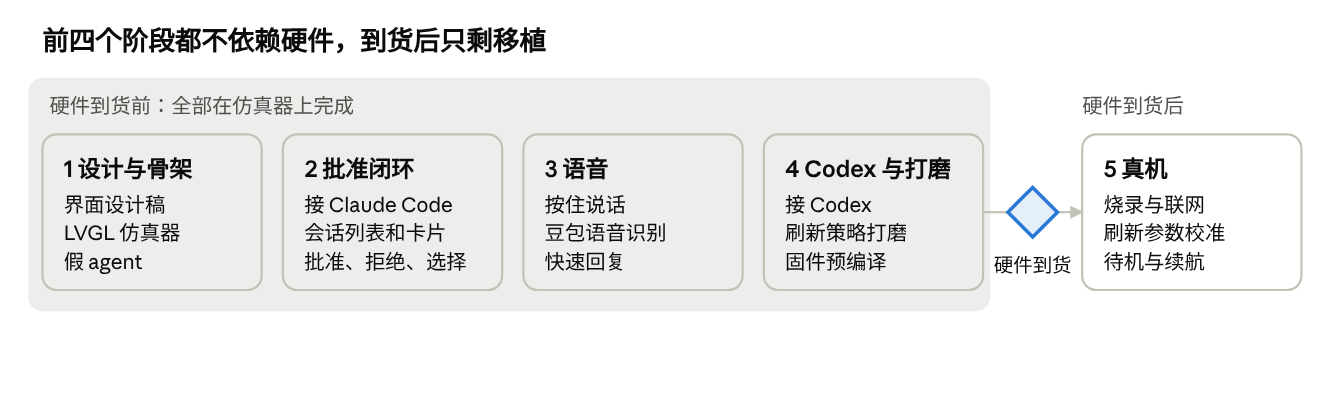 前四个阶段都不依赖硬件，到货后只剩移植
硬件到货前：全部在仿真器上完成
硬件到货后
1 设计与骨架
界面设计稿
LVGL 仿真器
假 agent
2 批准闭环
接 Claude Code
会话列表和卡片
批准、拒绝、选择
3 语音
按住说话
豆包语音识别
快速回复
4 Codex 与打磨
接 Codex
刷新策略打磨
固件预编译
硬件到货
5 真机
烧录与联网
刷新参数校准
待机与续航